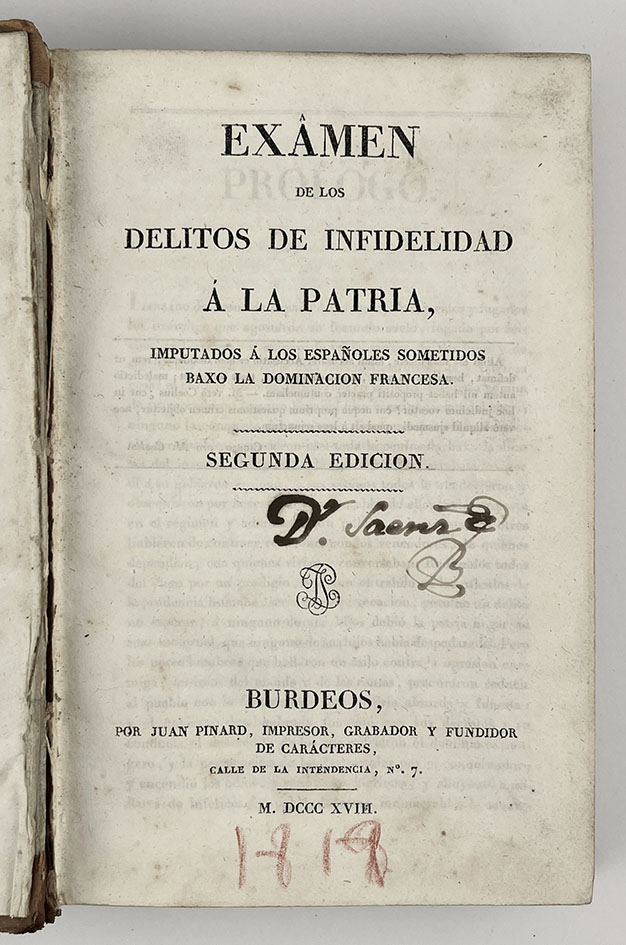 EXÂMEN
DE LOS
DELITOS DE INFIDELIDAD
Á LA PATRIA,
IMPUTADOS Á LOS ESPAÑOLES SOMETIDOS
BAXO LA DOMINACION FRANCESA.
SEGUNDA EDICION.
Dr. Saenz
BURDEOS,
POR JUAN PINARD, IMPRESOR, GRABADOR Y FUNDIDOR
DE CARÁCTERES,
CALLE DE LA INTENDENCIA, Nº. 7.
M. DCCC XVIII.
1818